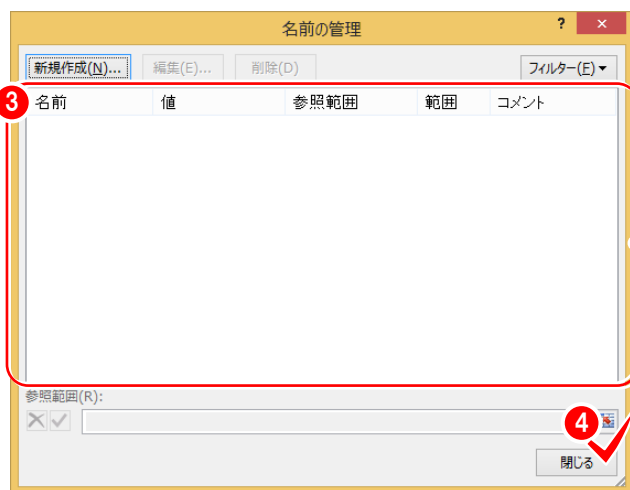 名前の管理
?
×
新規作成(N)... 編集(E)... 削除(D) フィルター(F)
3
名前 値 参照範囲 範囲 コメント
参照範囲(R):
4
閉じる